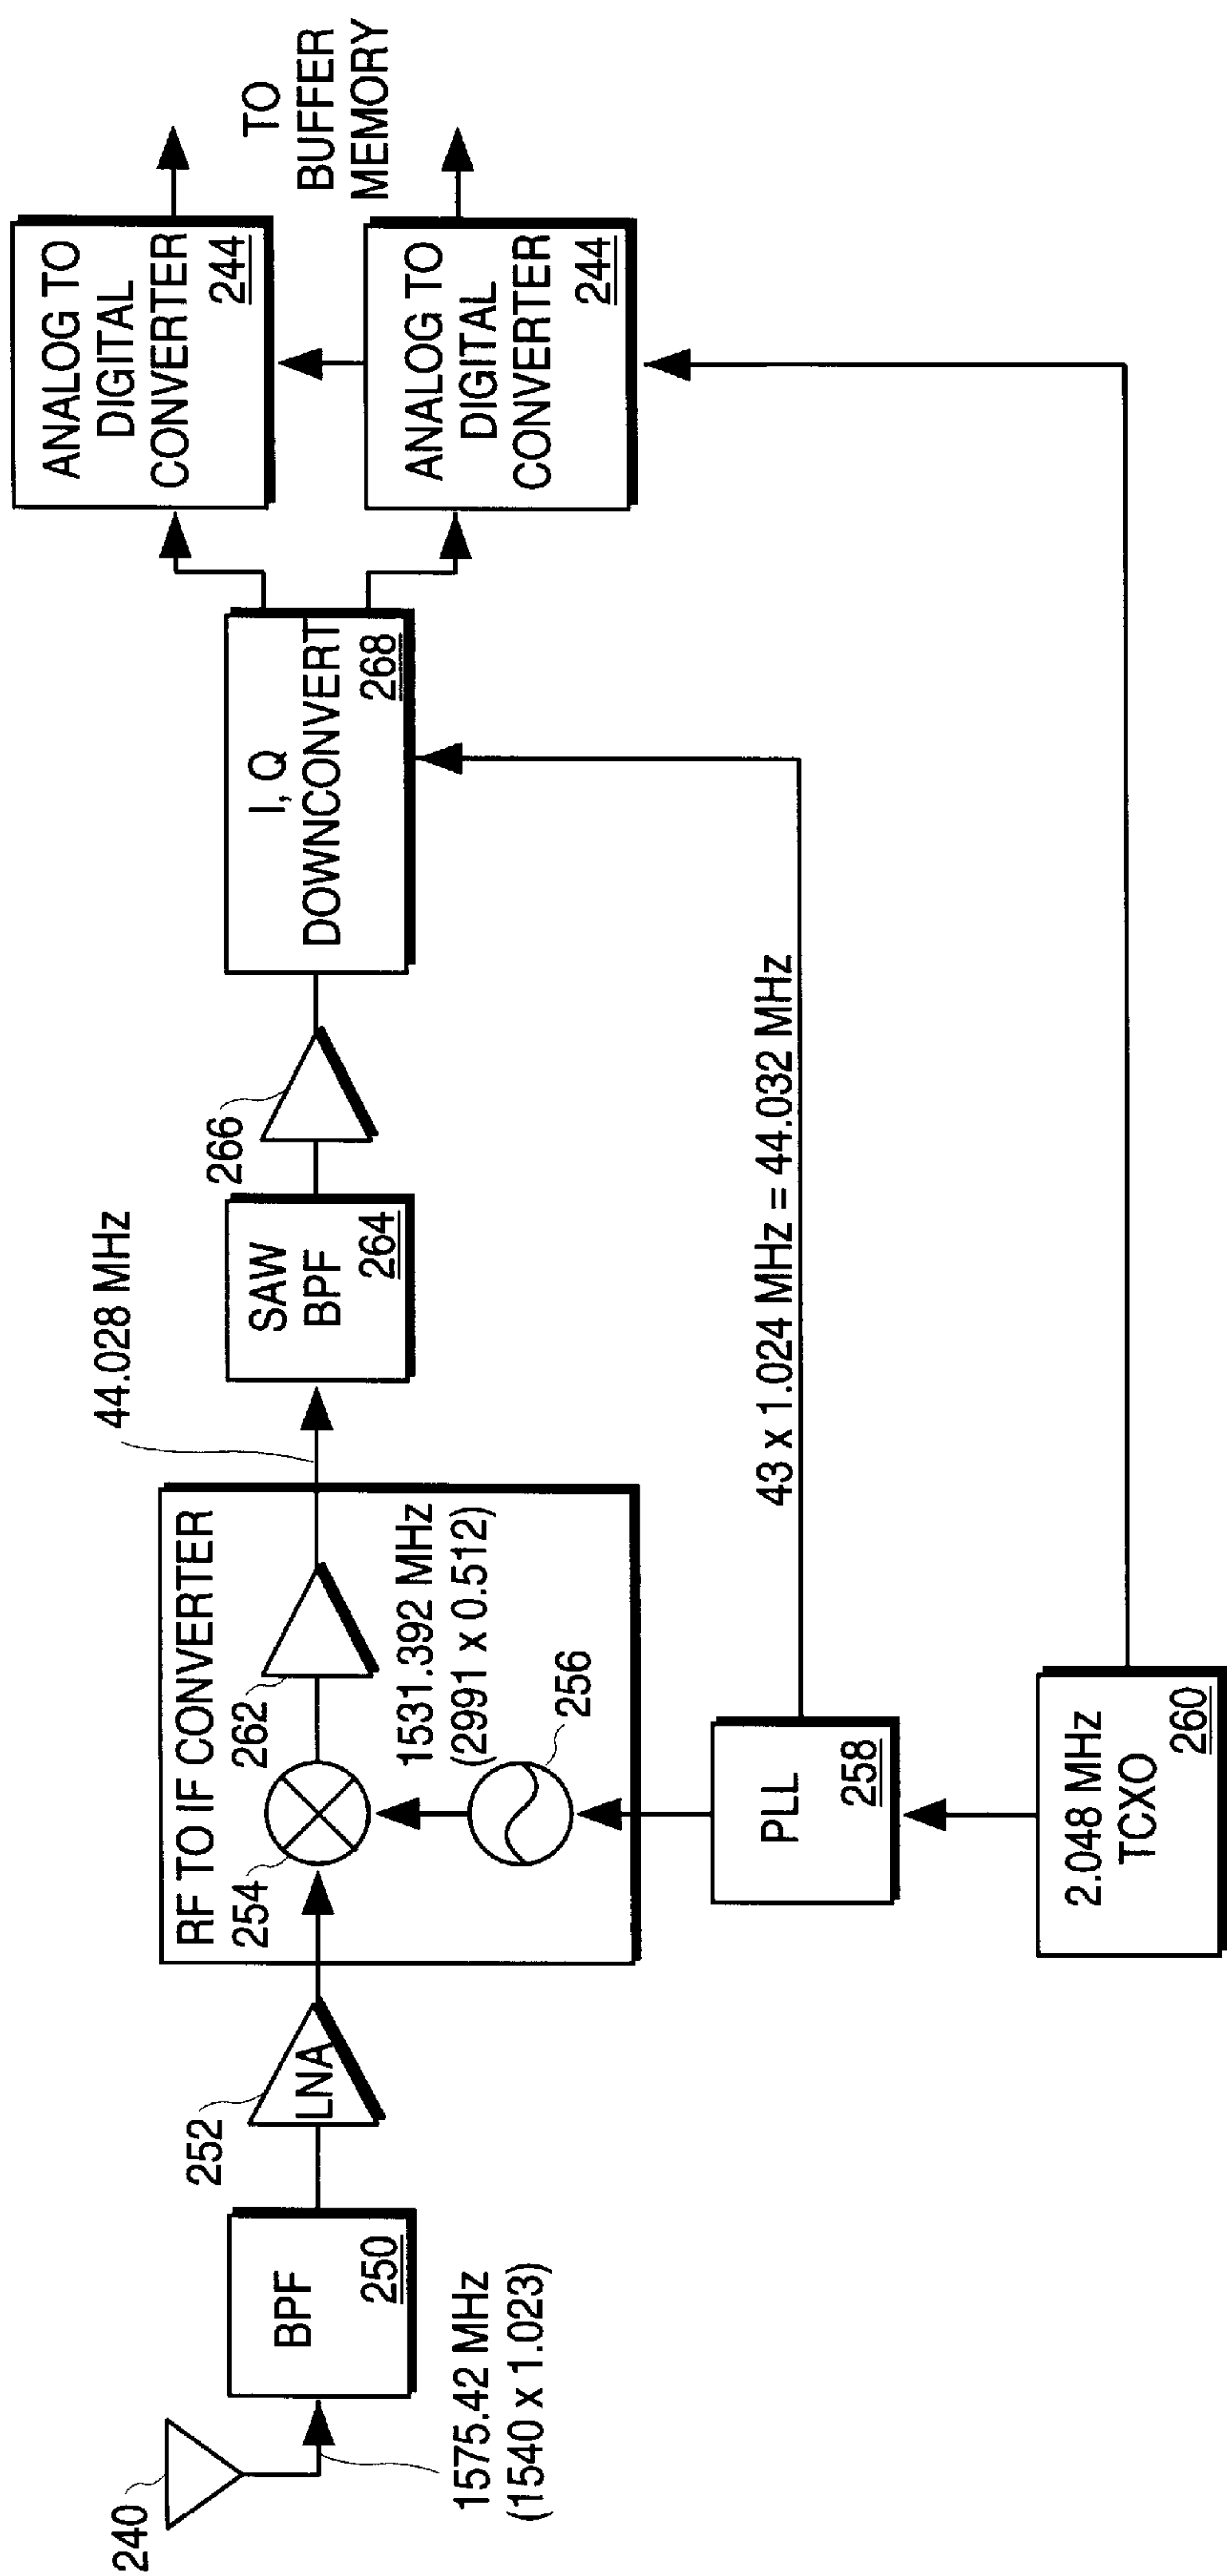 240
1575.42 MHz
(1540 x 1.023)
BPF
250
252
LNA
RF TO IF CONVERTER
254
262
1531.392 MHz
(2991 x 0.512)
256
44.028 MHz
SAW
BPF
264
266
I, Q
DOWNCONVERT
268
ANALOG TO
DIGITAL
CONVERTER
244
ANALOG TO
DIGITAL
CONVERTER
244
TO
BUFFER
MEMORY
PLL
258
43 x 1.024 MHz = 44.032 MHz
2.048 MHz
TCXO
260